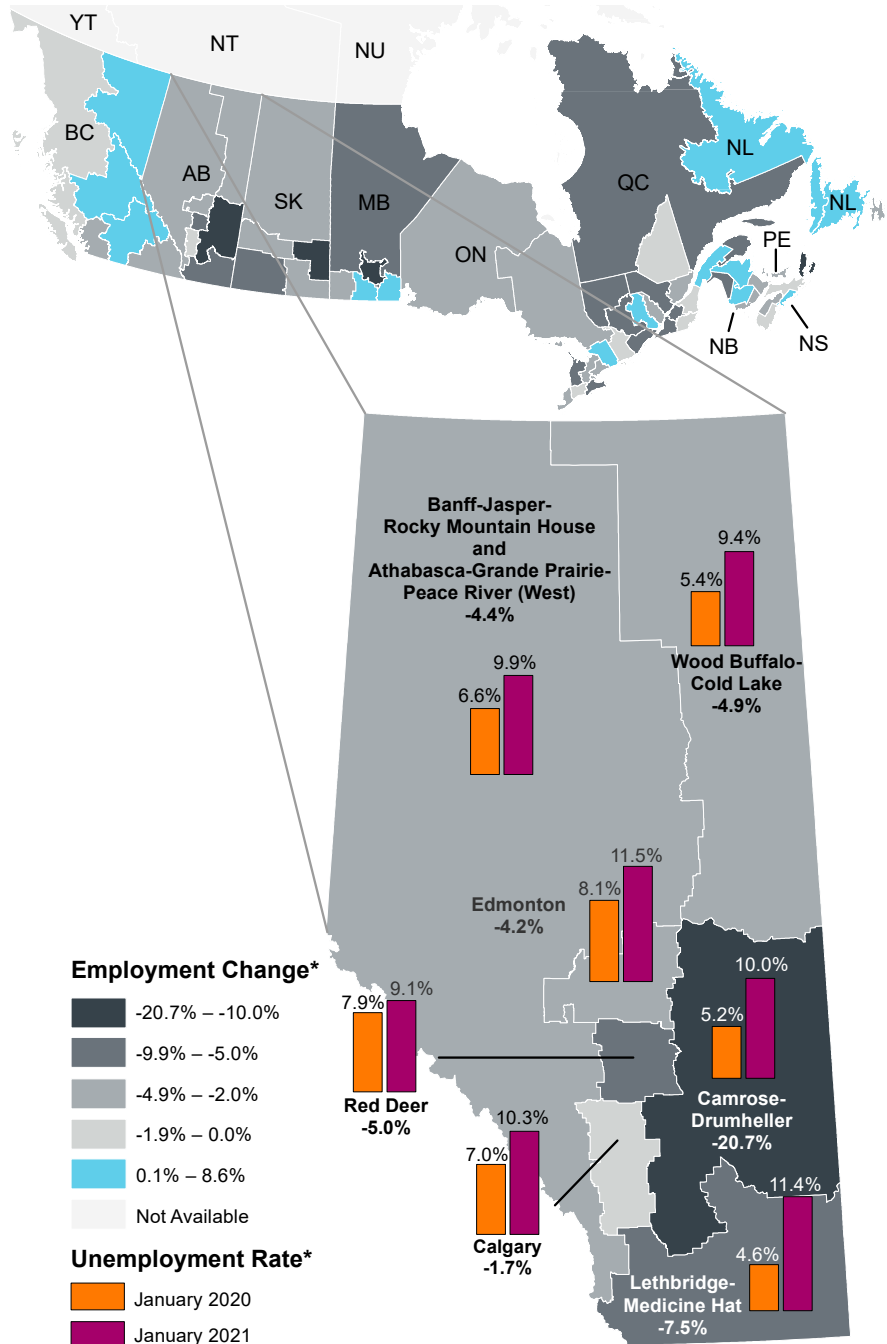 YT
NT
NU
BC
AB
SK
MB
ON
QC
NL
NL
PE
NB
NS
Banff-Jasper-
Rocky Mountain House
and
Athabasca-Grande Prairie-
Peace River (West)
-4.4%
6.6%
9.9%
5.4%
9.4%
Wood Buffalo-
Cold Lake
-4.9%
Edmonton
-4.2%
8.1%
11.5%
7.9%
9.1%
Red Deer
-5.0%
5.2%
10.0%
Camrose-
Drumheller
-20.7%
7.0%
10.3%
Calgary
-1.7%
4.6%
11.4%
Lethbridge-
Medicine Hat
-7.5%
Employment Change*
-20.7% – -10.0%
-9.9% – -5.0%
-4.9% – -2.0%
-1.9% – 0.0%
0.1% – 8.6%
Not Available
Unemployment Rate*
January 2020
January 2021